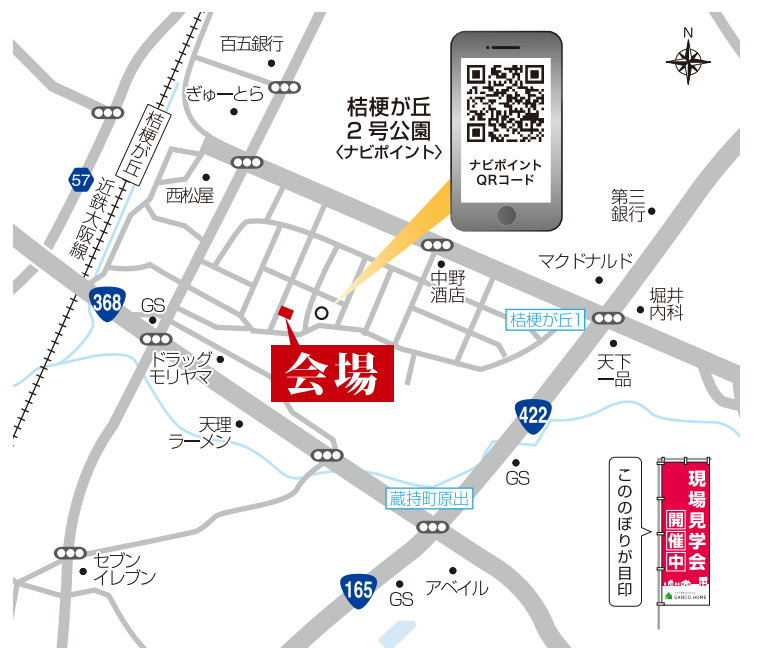 百五銀行
N
ぎゅーとら
桔梗が丘
桔梗が丘
2号公園
〈ナビポイント〉
ナビポイント
QRコード
57
近鉄大阪線
西松屋
第三
銀行
中野
酒店
マクドナルド
368
GS
堀井
内科
桔梗が丘1
ドラッグ
モリヤマ
会場
天下
一品
天理
ラーメン
422
GS
蔵持町原出
このぼりが目印
現場見学会
開催中
SANCO HOME
セブン
イレブン
165
GS
アベイル